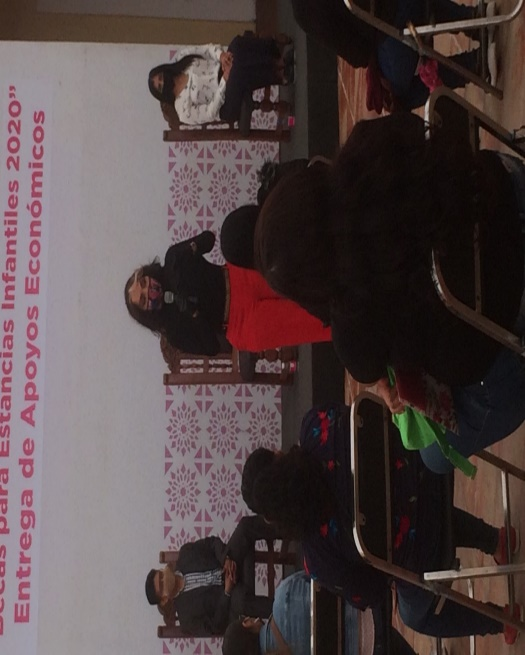 Becas para Estancias Infantiles 2020”
Entrega de Apoyos Económicos